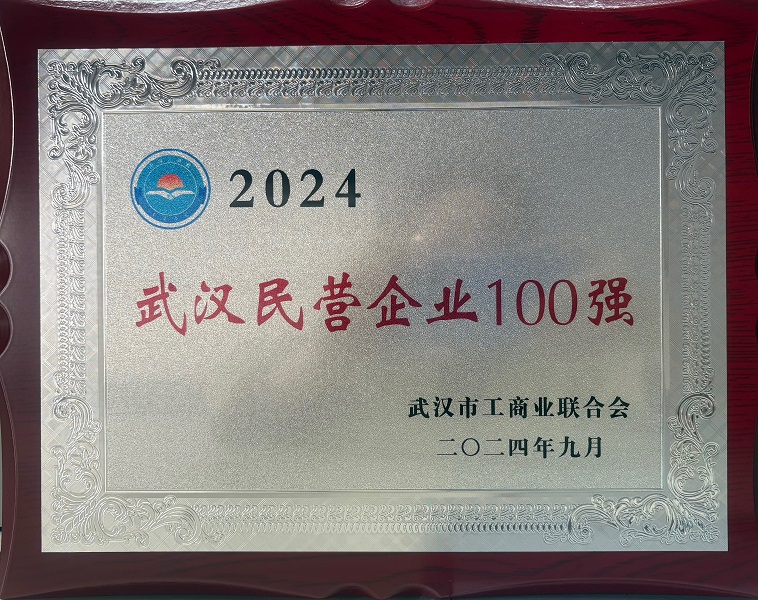 2024
武汉民营企业100强
武汉市工商业联合会
二〇二四年九月